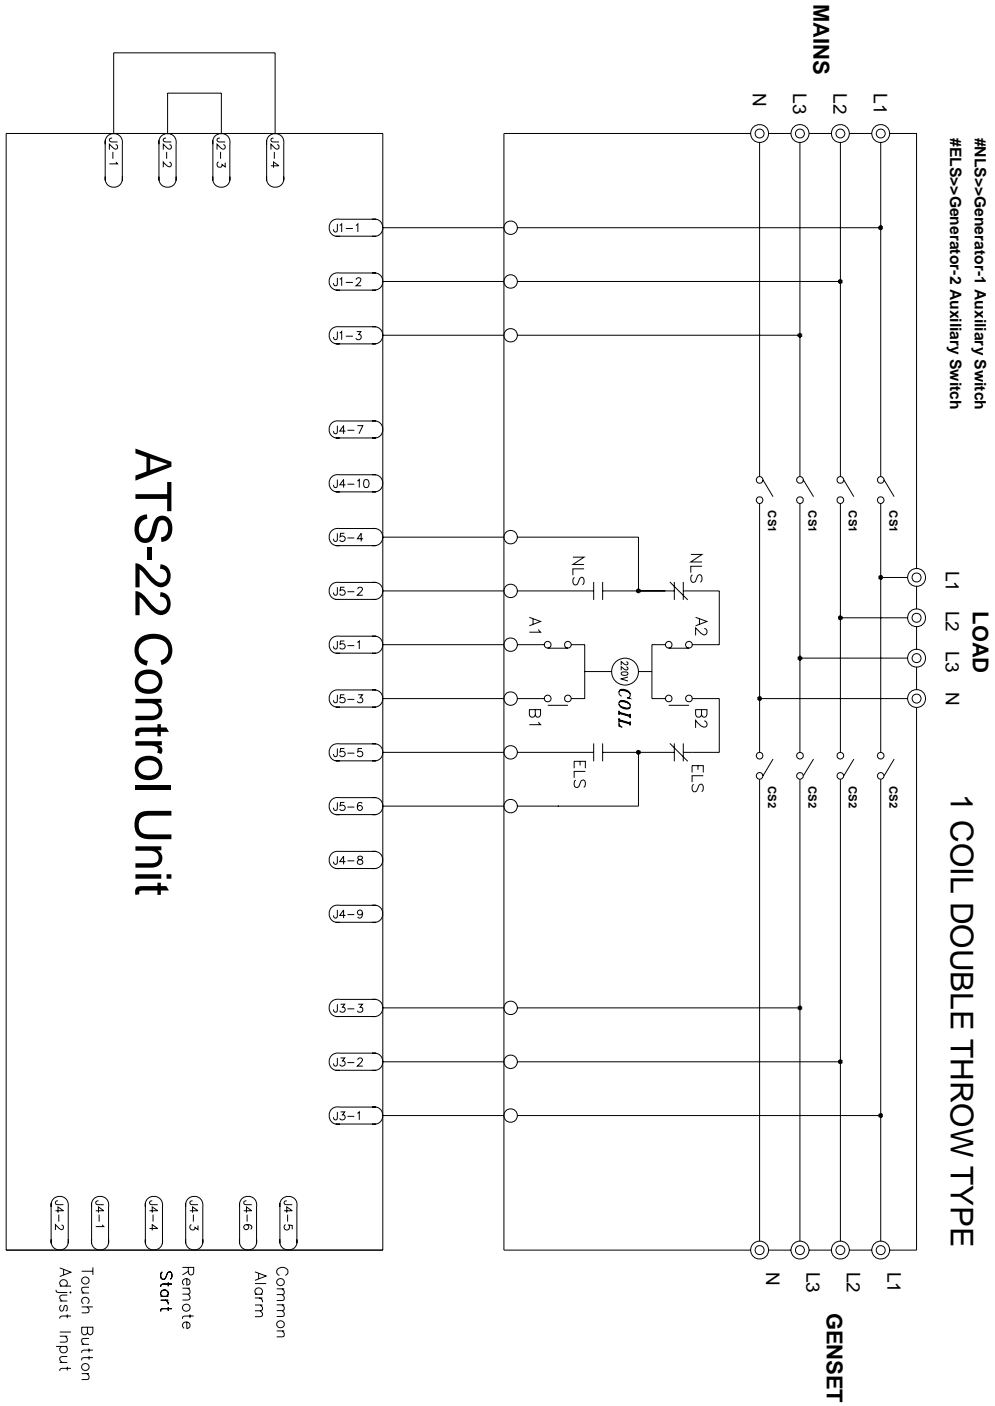 1 COIL DOUBLE THROW TYPE
#NLS>>Generator-1 Auxiliary Switch
#ELS>>Generator-2 Auxiliary Switch
LOAD
L1 L2 L3 N
MAINS
L1
L2
L3
N
GENSET
L1
L2
L3
N
CS1
CS1
CS1
CS1
CS2
CS2
CS2
CS2
NLS
A2
B2
ELS
220V
COIL
NLS
A1
B1
ELS
J1-1
J1-2
J1-3
J4-7
J4-10
J5-4
J5-2
J5-1
J5-3
J5-5
J5-6
J4-8
J4-9
J3-3
J3-2
J3-1
J2-4
J2-3
J2-2
J2-1
ATS-22 Control Unit
J4-5
J4-6
Common
Alarm
J4-3
J4-4
Remote
Start
J4-1
J4-2
Touch Button
Adjust Input